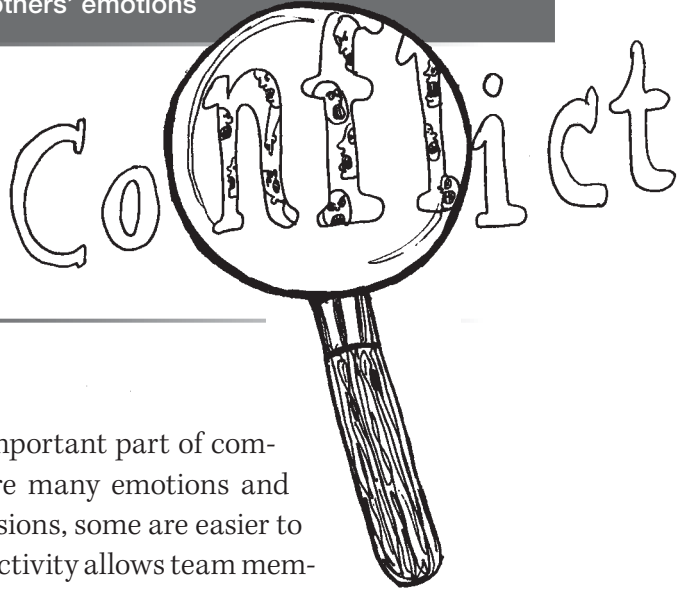 others' emotions
Conflict
mportant part of com-
re many emotions and
sions, some are easier to
ctivity allows team mem-